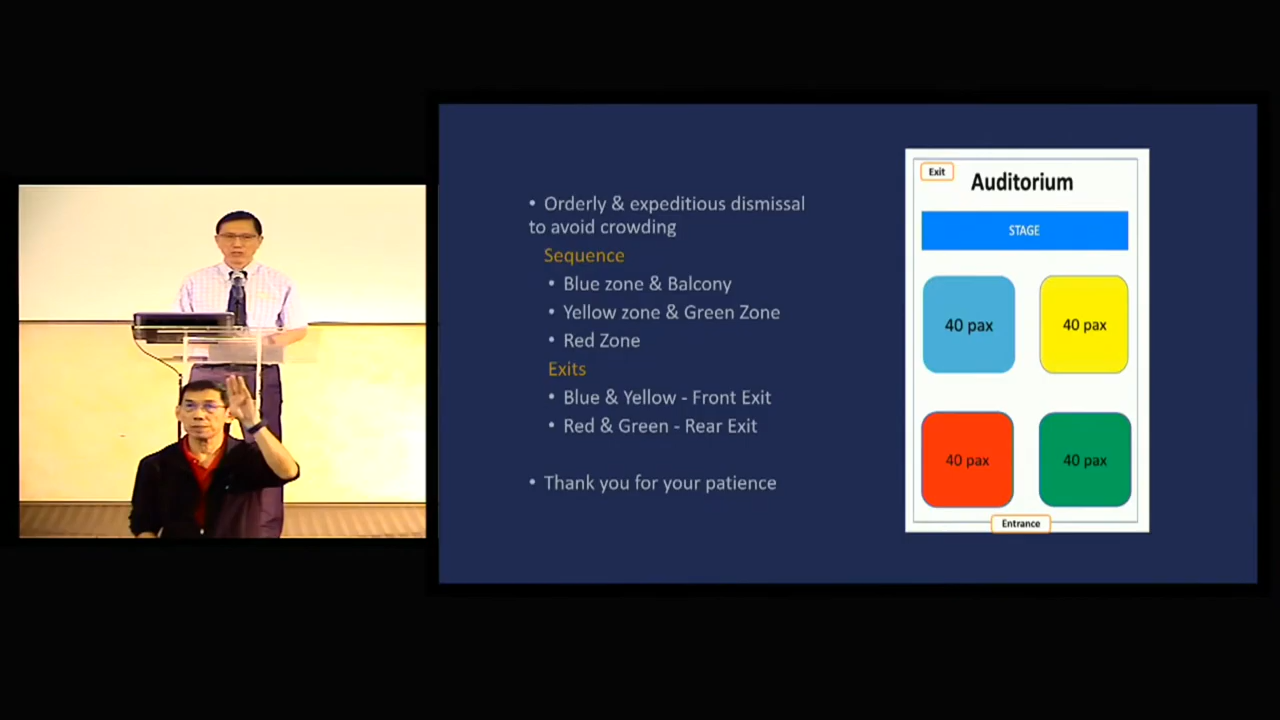 • Orderly & expeditious dismissal
to avoid crowding
Sequence
• Blue zone & Balcony
• Yellow zone & Green Zone
• Red Zone
Exits
• Blue & Yellow - Front Exit
• Red & Green - Rear Exit
• Thank you for your patience
Exit
Auditorium
STAGE
40 pax
40 pax
40 pax
40 pax
Entrance